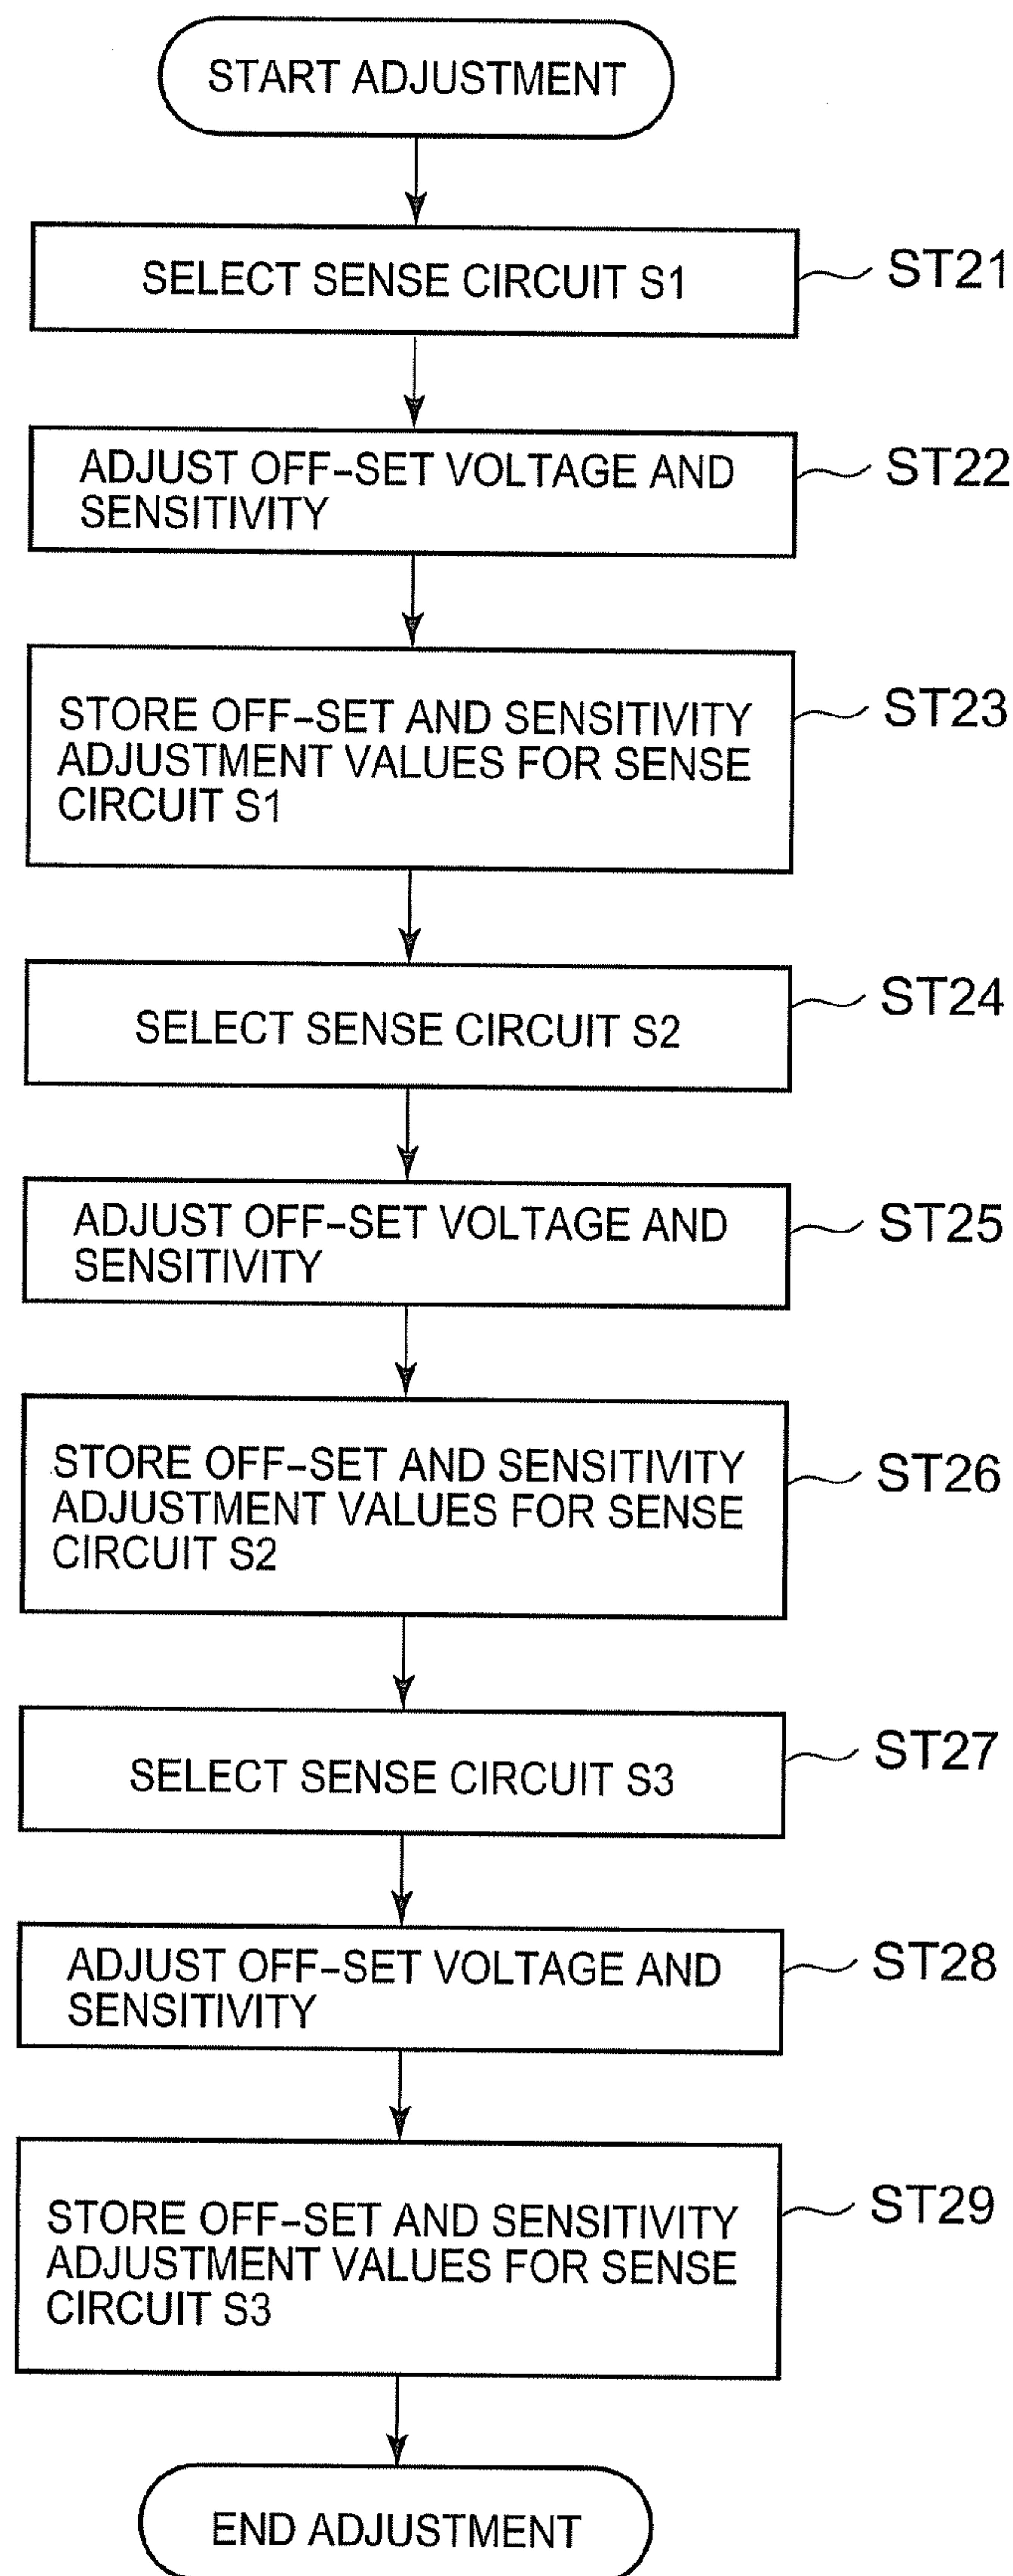 START ADJUSTMENT
SELECT SENSE CIRCUIT S1
ST21
ADJUST OFF-SET VOLTAGE AND
SENSITIVITY
ST22
STORE OFF-SET AND SENSITIVITY
ADJUSTMENT VALUES FOR SENSE
CIRCUIT S1
ST23
SELECT SENSE CIRCUIT S2
ST24
ADJUST OFF-SET VOLTAGE AND
SENSITIVITY
ST25
STORE OFF-SET AND SENSITIVITY
ADJUSTMENT VALUES FOR SENSE
CIRCUIT S2
ST26
SELECT SENSE CIRCUIT S3
ST27
ADJUST OFF-SET VOLTAGE AND
SENSITIVITY
ST28
STORE OFF-SET AND SENSITIVITY
ADJUSTMENT VALUES FOR SENSE
CIRCUIT S3
ST29
END ADJUSTMENT